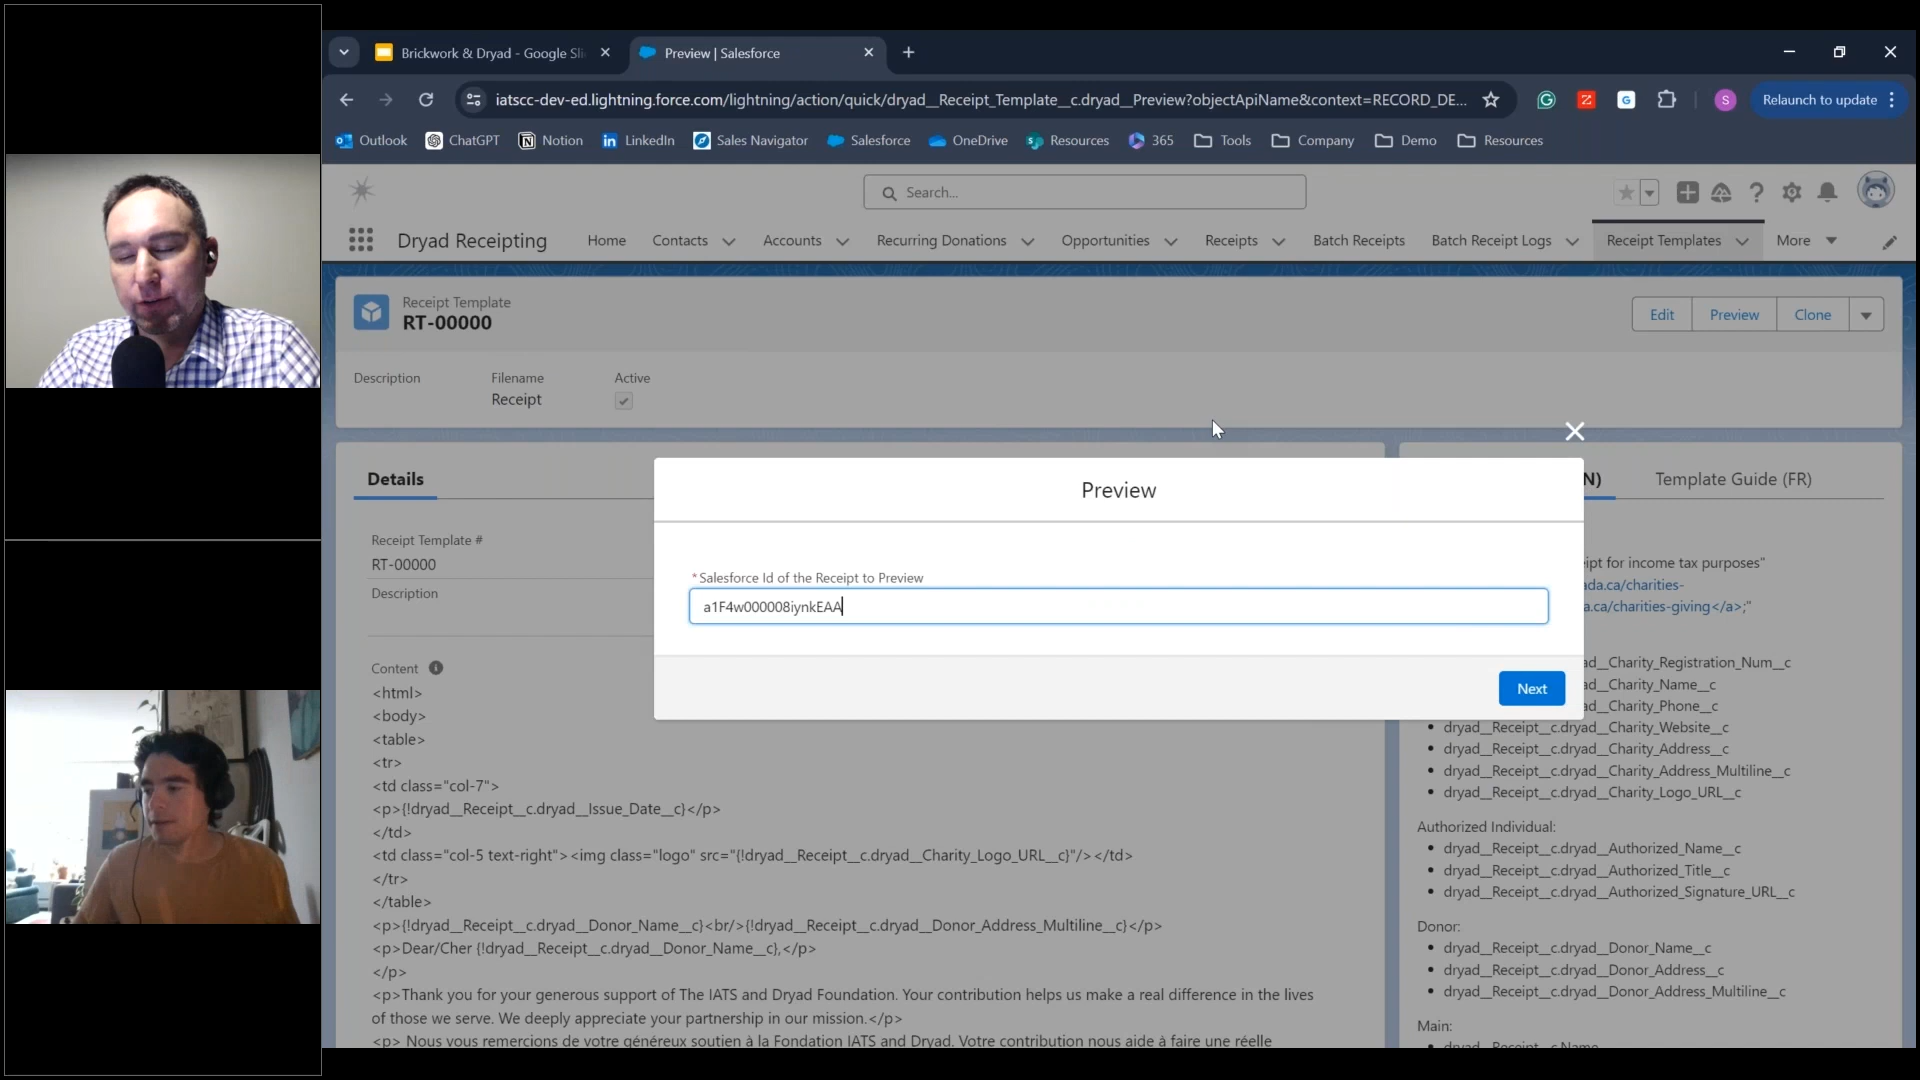 Brickwork & Dryad - Google Sli
Preview | Salesforce
iatscc-dev-ed.lightning.force.com/lightning/action/quick/dryad__Receipt_Template__c.dryad__Preview?objectApiName&context=RECORD_DE...
S
Relaunch to update
Outlook
ChatGPT
Notion
LinkedIn
Sales Navigator
Salesforce
OneDrive
Resources
365
Tools
Company
Demo
Resources
Search...
Dryad Receipting
Home
Contacts
Accounts
Recurring Donations
Opportunities
Receipts
Batch Receipts
Batch Receipt Logs
Receipt Templates
More
Receipt Template
RT-00000
Edit
Preview
Clone
Description
Filename
Active
Receipt
Details
N)
Template Guide (FR)
Preview
Receipt Template #
RT-00000
Description
*Salesforce Id of the Receipt to Preview
a1F4w000008iynkEAA
Next
ipt for income tax purposes"
ada.ca/charities-
a.ca/charities-giving</a>;"
ad__Charity_Registration_Num__c
ad__Charity_Name__c
ad__Charity_Phone__c
dryad__Receipt__c.dryad__Charity_Website__c
dryad__Receipt__c.dryad__Charity_Address__c
dryad__Receipt__c.dryad__Charity_Address_Multiline__c
dryad__Receipt__c.dryad__Charity_Logo_URL__c
Authorized Individual:
dryad__Receipt__c.dryad__Authorized_Name__c
dryad__Receipt__c.dryad__Authorized_Title__c
dryad__Receipt__c.dryad__Authorized_Signature_URL__c
Donor:
dryad__Receipt__c.dryad__Donor_Name__c
dryad__Receipt__c.dryad__Donor_Address__c
dryad__Receipt__c.dryad__Donor_Address_Multiline__c
Main:
dryad__Receipt__c.Name
Content
<html>
<body>
<table>
<tr>
<td class="col-7">
<p>{!dryad__Receipt__c.dryad__Issue_Date__c}</p>
</td>
<td class="col-5 text-right"><img class="logo" src="{!dryad__Receipt__c.dryad__Charity_Logo_URL__c}"/></td>
</tr>
</table>
<p>{!dryad__Receipt__c.dryad__Donor_Name__c}<br/>{!dryad__Receipt__c.dryad__Donor_Address_Multiline__c}</p>
<p>Dear/Cher {!dryad__Receipt__c.dryad__Donor_Name__c},</p>
</p>
<p>Thank you for your generous support of The IATS and Dryad Foundation. Your contribution helps us make a real difference in the lives
of those we serve. We deeply appreciate your partnership in our mission.</p>
<p> Nous vous remercions de votre généreux soutien à la Fondation IATS and Dryad. Votre contribution nous aide à faire une réelle